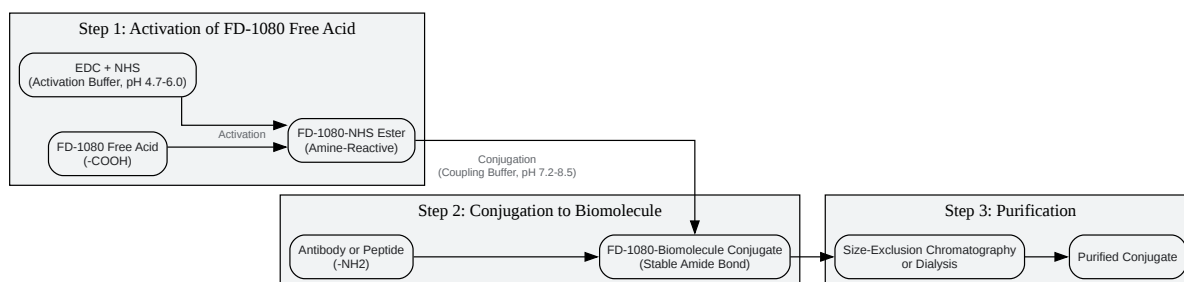 Step 1: Activation of FD-1080 Free Acid
EDC + NHS
(Activation Buffer, pH 4.7-6.0)
Activation
FD-1080 Free Acid
(-COOH)
FD-1080-NHS Ester
(Amine-Reactive)
Conjugation
(Coupling Buffer, pH 7.2-8.5)
Step 2: Conjugation to Biomolecule
Antibody or Peptide
(-NH2)
FD-1080-Biomolecule Conjugate
(Stable Amide Bond)
Step 3: Purification
Size-Exclusion Chromatography
or Dialysis
Purified Conjugate